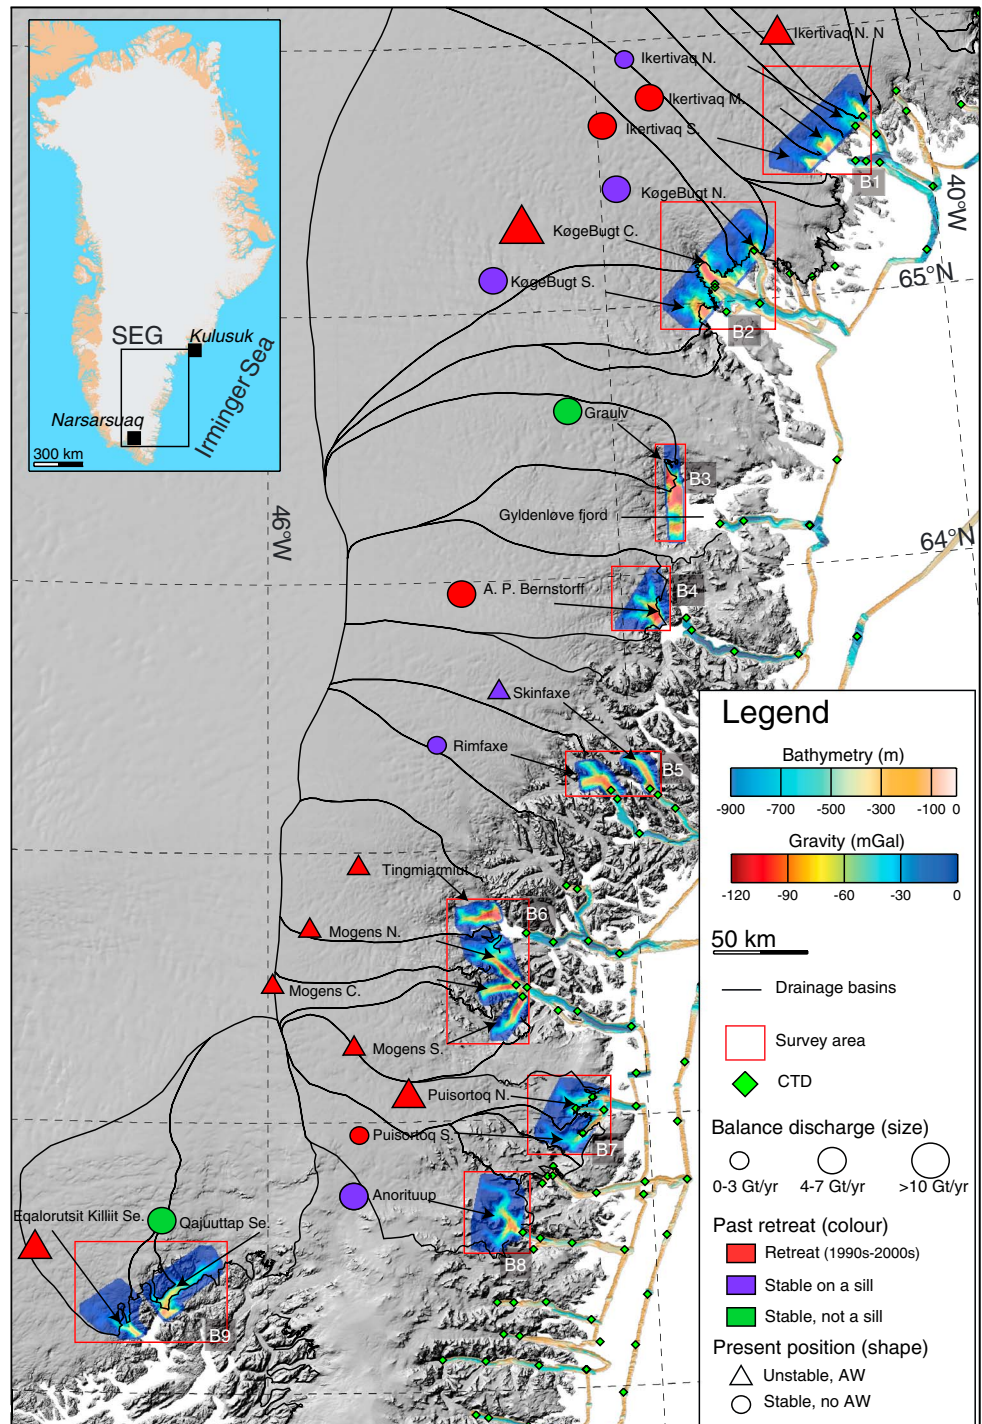 Ikertivaq N. N
Ikertivaq N.
Ikertivaq M.
Ikertivaq S.
B1
KøgeBugt N.
40°W
KøgeBugt C.
65°N
KøgeBugt S.
B2
SEG
Kulusuk
Narsarsuaq
Irminger Sea
300 km
Graulv
B3
46°W
Gyldenløve fjord
64°N
A. P. Bernstorff
B4
Skinfaxe
Rimfaxe
B5
Tingmiarmiut
B6
Mogens N.
Mogens C.
Mogens S.
Puisortoq N.
Puisortoq S.
B7
Anorituup
B8
Eqalorutsit Killiit Se.
Qajuuttap Se.
B9
Legend
Bathymetry (m)
-900 -700 -500 -300 -100 0
Gravity (mGal)
-120 -90 -60 -30 0
50 km
Drainage basins
Survey area
CTD
Balance discharge (size)
0-3 Gt/yr 4-7 Gt/yr >10 Gt/yr
Past retreat (colour)
Retreat (1990s-2000s)
Stable on a sill
Stable, not a sill
Present position (shape)
Unstable, AW
Stable, no AW